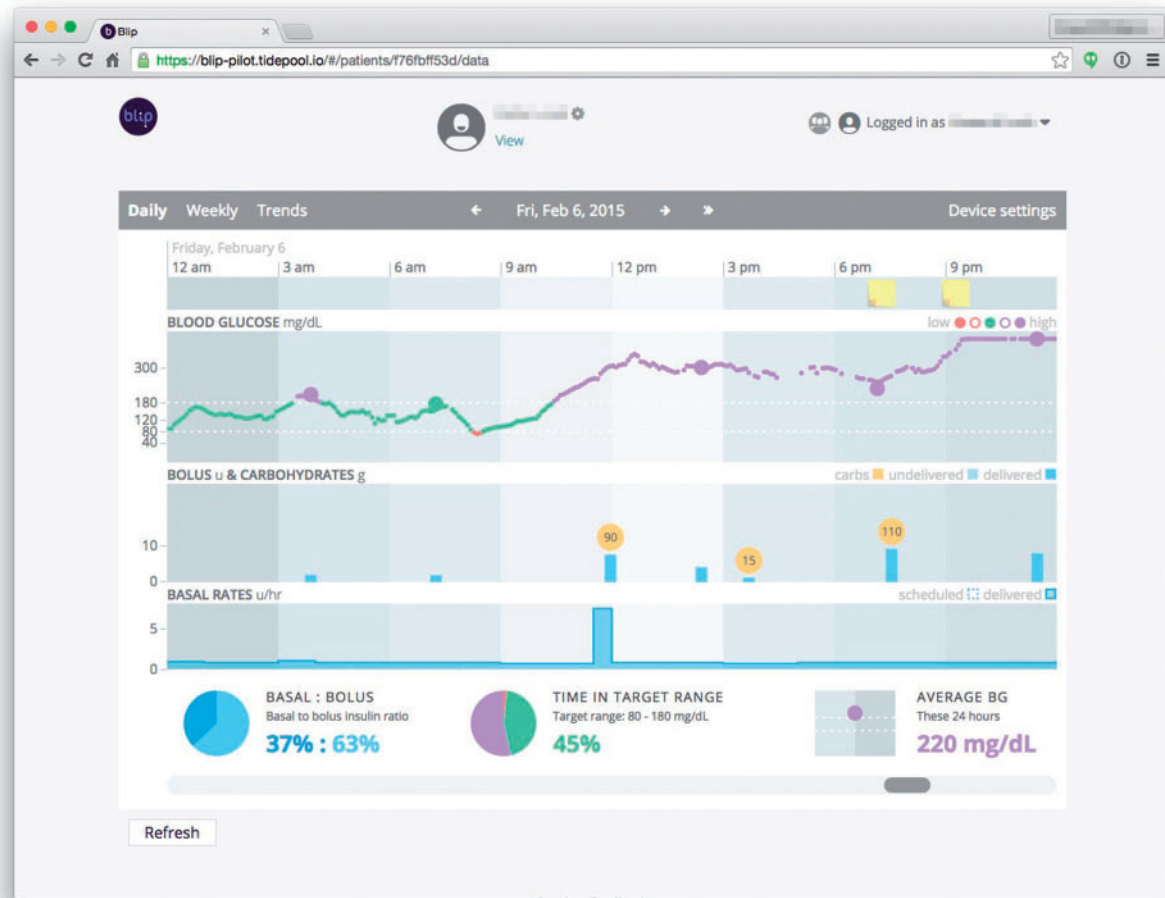 Blip
https://blip-pilot.tidepool.io/#/patients/f76fbff53d/data
blip
View
Logged in as
Daily Weekly Trends Fri, Feb 6, 2015 Device settings
Friday, February 6
12 am 3 am 6 am 9 am 12 pm 3 pm 6 pm 9 pm
BLOOD GLUCOSE mg/dL low high
300
180
120
80
40
BOLUS u & CARBOHYDRATES g carbs undelivered delivered
90 15 110
10
0
BASAL RATES u/hr scheduled delivered
5
0
BASAL : BOLUS
Basal to bolus insulin ratio
37% : 63%
TIME IN TARGET RANGE
Target range: 80 - 180 mg/dL
45%
AVERAGE BG
These 24 hours
220 mg/dL
Refresh